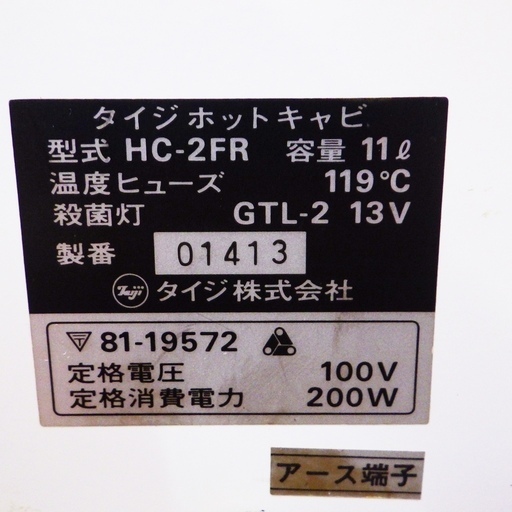 タイジホットキャビ
型式 HC-2FR 容量 11ℓ
温度ヒューズ 119℃
殺菌灯 GTL-2 13V
製番 01413
Taiji タイジ株式会社
〒 81-19572
定格電圧 100V
定格消費電力 200W
アース端子